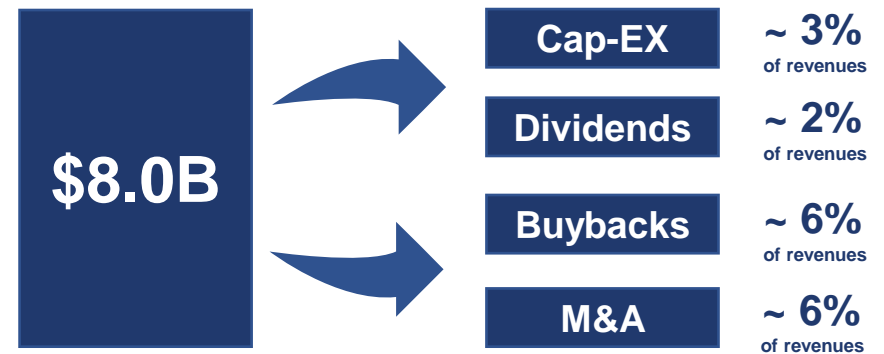 $8.0B
Cap-EX
~ 3%
of revenues
Dividends
~ 2%
of revenues
Buybacks
~ 6%
of revenues
M&A
~ 6%
of revenues